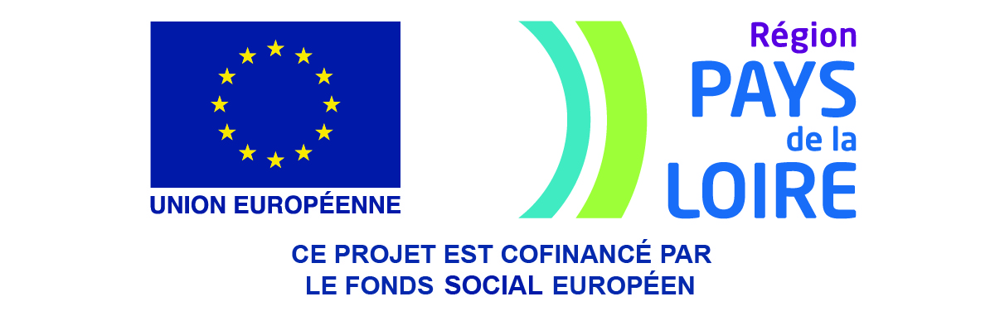 UNION EUROPÉENNE
Région
PAYS
de la
LOIRE
CE PROJET EST COFINANCÉ PAR
LE FONDS SOCIAL EUROPÉEN